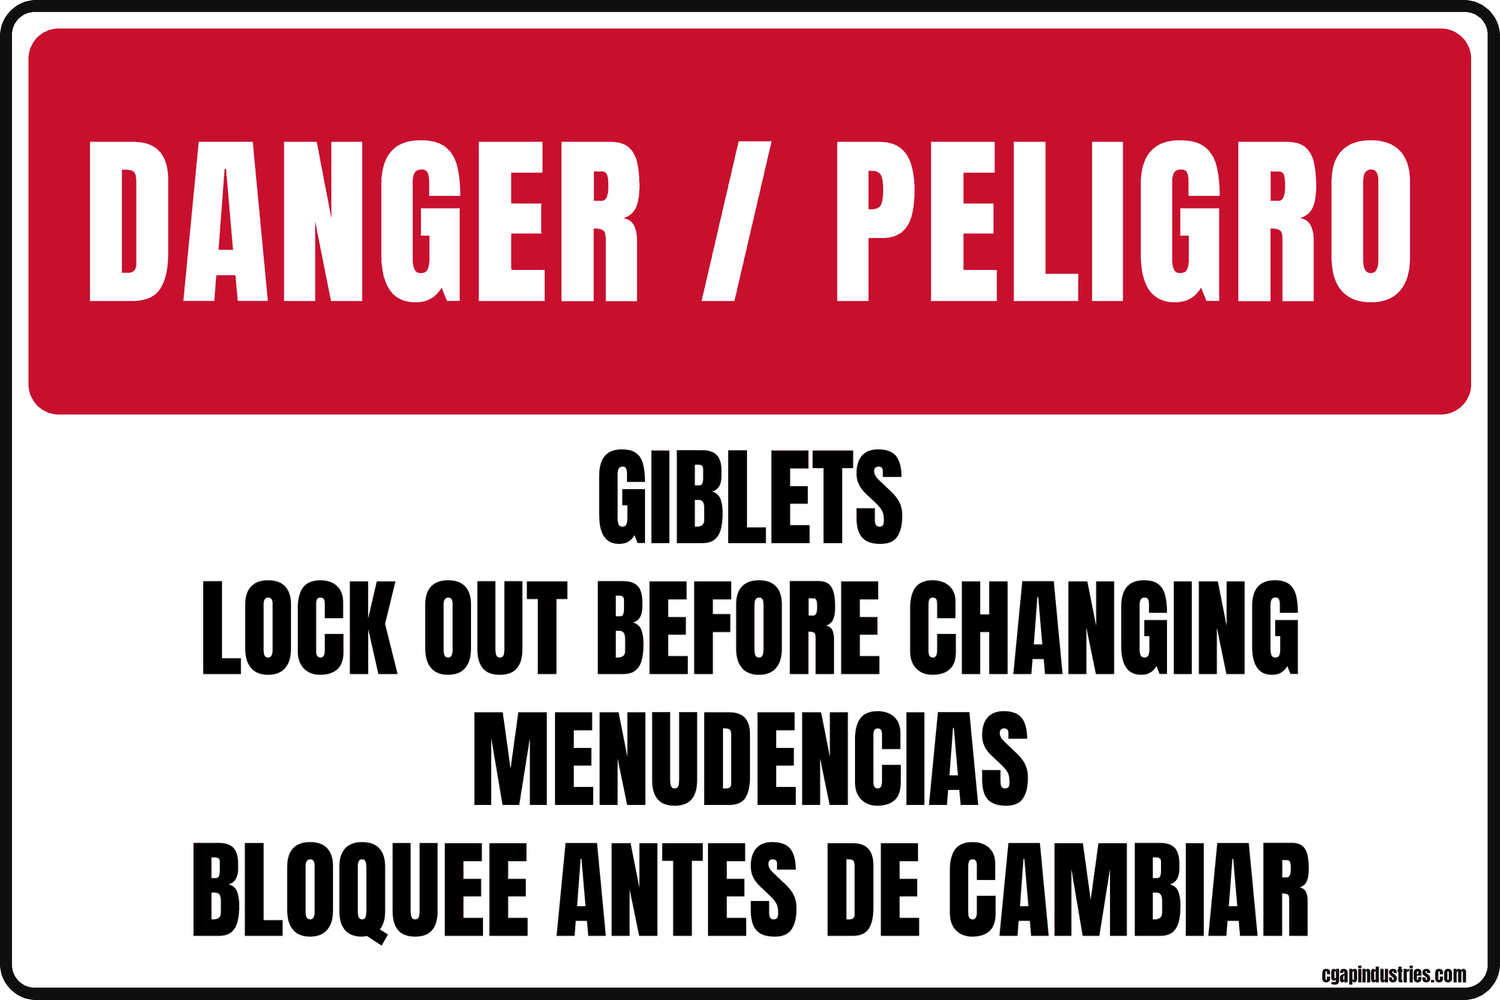 DANGER / PELIGRO
GIBLETS
LOCK OUT BEFORE CHANGING
MENUDENCIAS
BLOQUEE ANTES DE CAMBIAR
cgapindustries.com